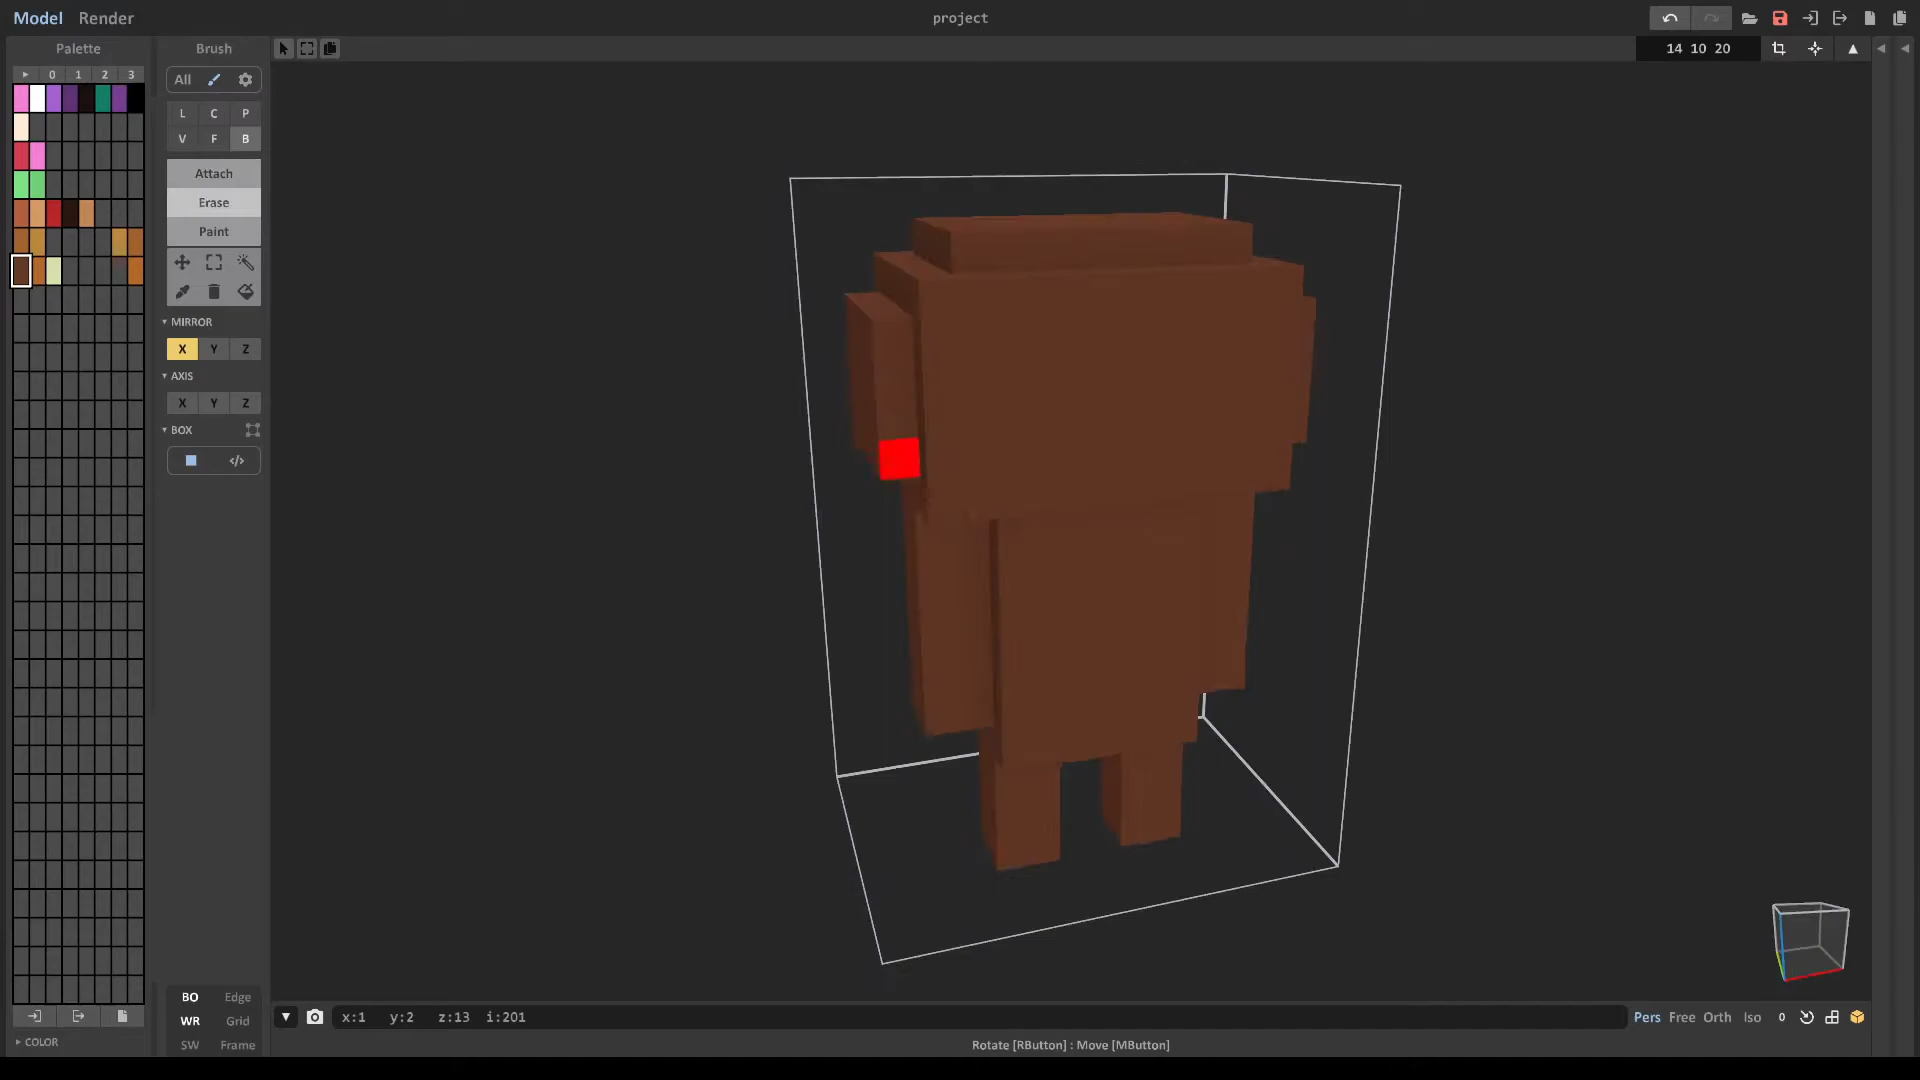 Model Render
project
Palette
0 1 2 3
COLOR
Brush
All
L C P
V F B
Attach
Erase
Paint
MIRROR
X Y Z
AXIS
X Y Z
BOX
</>
BO Edge
WR Grid
SW Frame
14 10 20
x:1 y:2 z:13 i:201
Pers Free Orth Iso 0
Rotate [RButton] : Move [MButton]